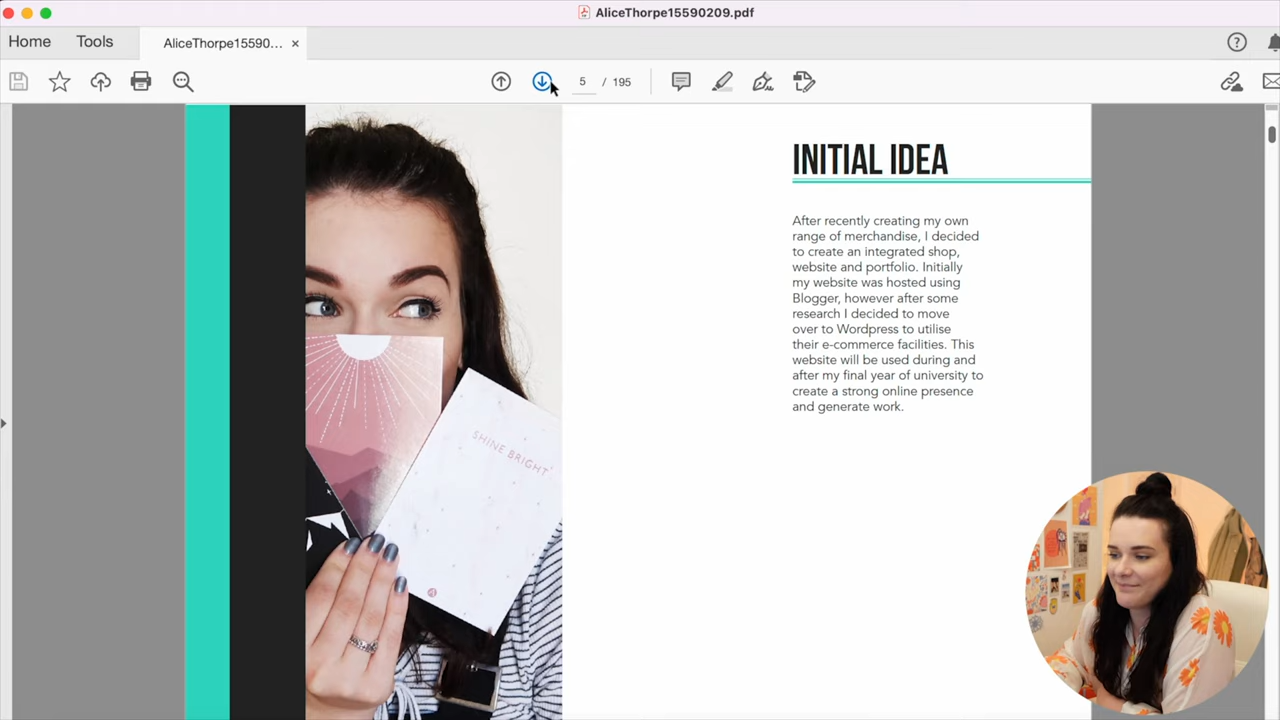 AliceThorpe15590209.pdf
Home
Tools
AliceThorpe15590...
5 / 195
INITIAL IDEA
After recently creating my own
range of merchandise, I decided
to create an integrated shop,
website and portfolio. Initially
my website was hosted using
Blogger, however after some
research I decided to move
over to Wordpress to utilise
their e-commerce facilities. This
website will be used during and
after my final year of university to
create a strong online presence
and generate work.
SHINE BRIGHT